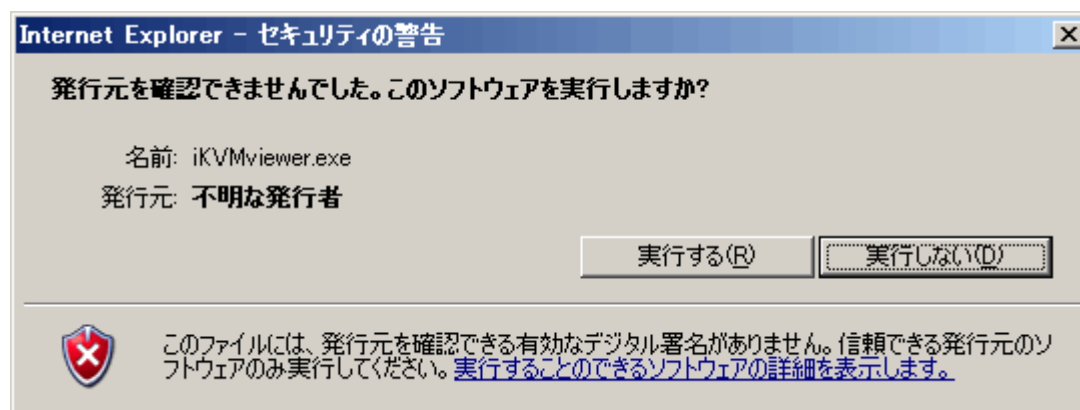 Internet Explorer - セキュリティの警告
発行元を確認できませんでした。このソフトウェアを実行しますか?
名前: iKVMviewer.exe
発行元: 不明な発行者
実行する(R) 実行しない(D)
このファイルには、発行元を確認できる有効なデジタル署名がありません。信頼できる発行元のソ
フトウェアのみ実行してください。実行することのできるソフトウェアの詳細を表示します。